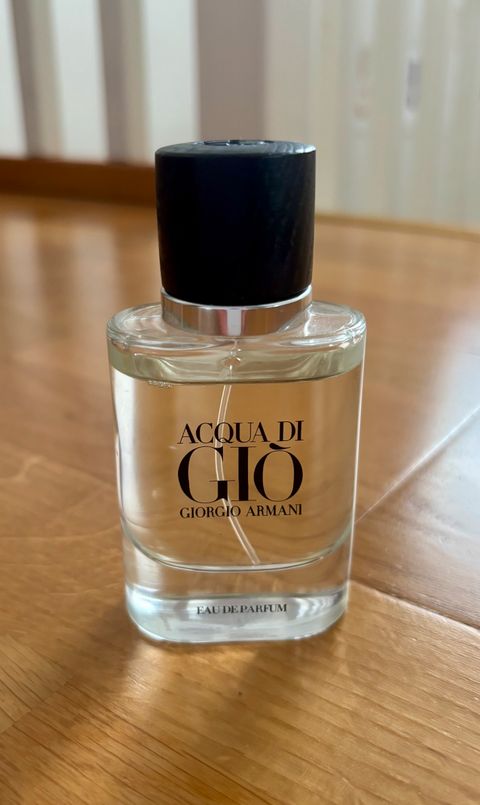 ACQUA DI
GIÒ
GIORGIO ARMANI
EAU DE PARFUM